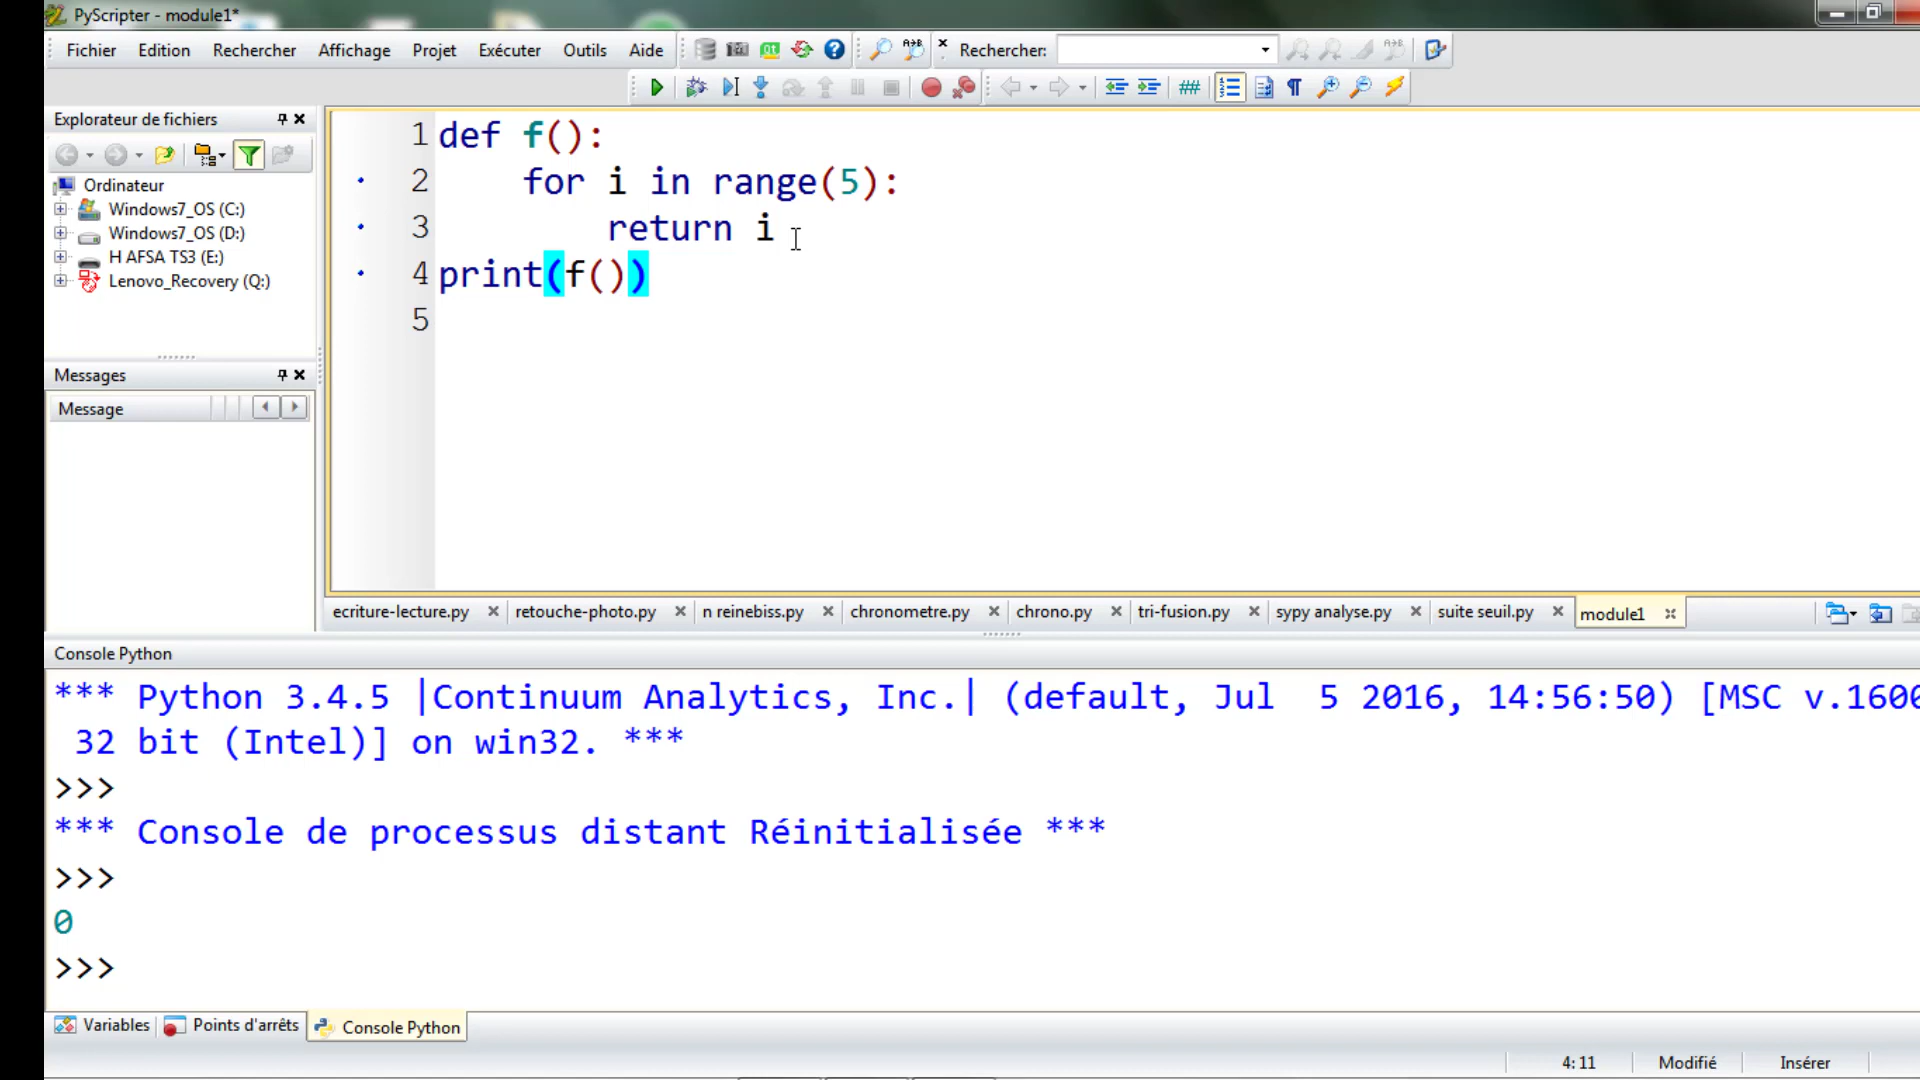 PyScripter - module1*
Fichier Edition Rechercher Affichage Projet Exécuter Outils Aide Rechercher:
Explorateur de fichiers
Ordinateur
Windows7_OS (C:)
Windows7_OS (D:)
H AFSA TS3 (E:)
Lenovo_Recovery (Q:)
Messages
Message
1 def f():
2 for i in range(5):
3 return i
4 print(f())
5
ecriture-lecture.py retouche-photo.py n reinebiss.py chronometre.py chrono.py tri-fusion.py sypy analyse.py suite seuil.py module1
Console Python
*** Python 3.4.5 |Continuum Analytics, Inc.| (default, Jul  5 2016, 14:56:50) [MSC v.1600
32 bit (Intel)] on win32. ***
>>>
*** Console de processus distant Réinitialisée ***
>>>
0
>>>
Variables Points d'arrêts Console Python
4:11 Modifié Insérer